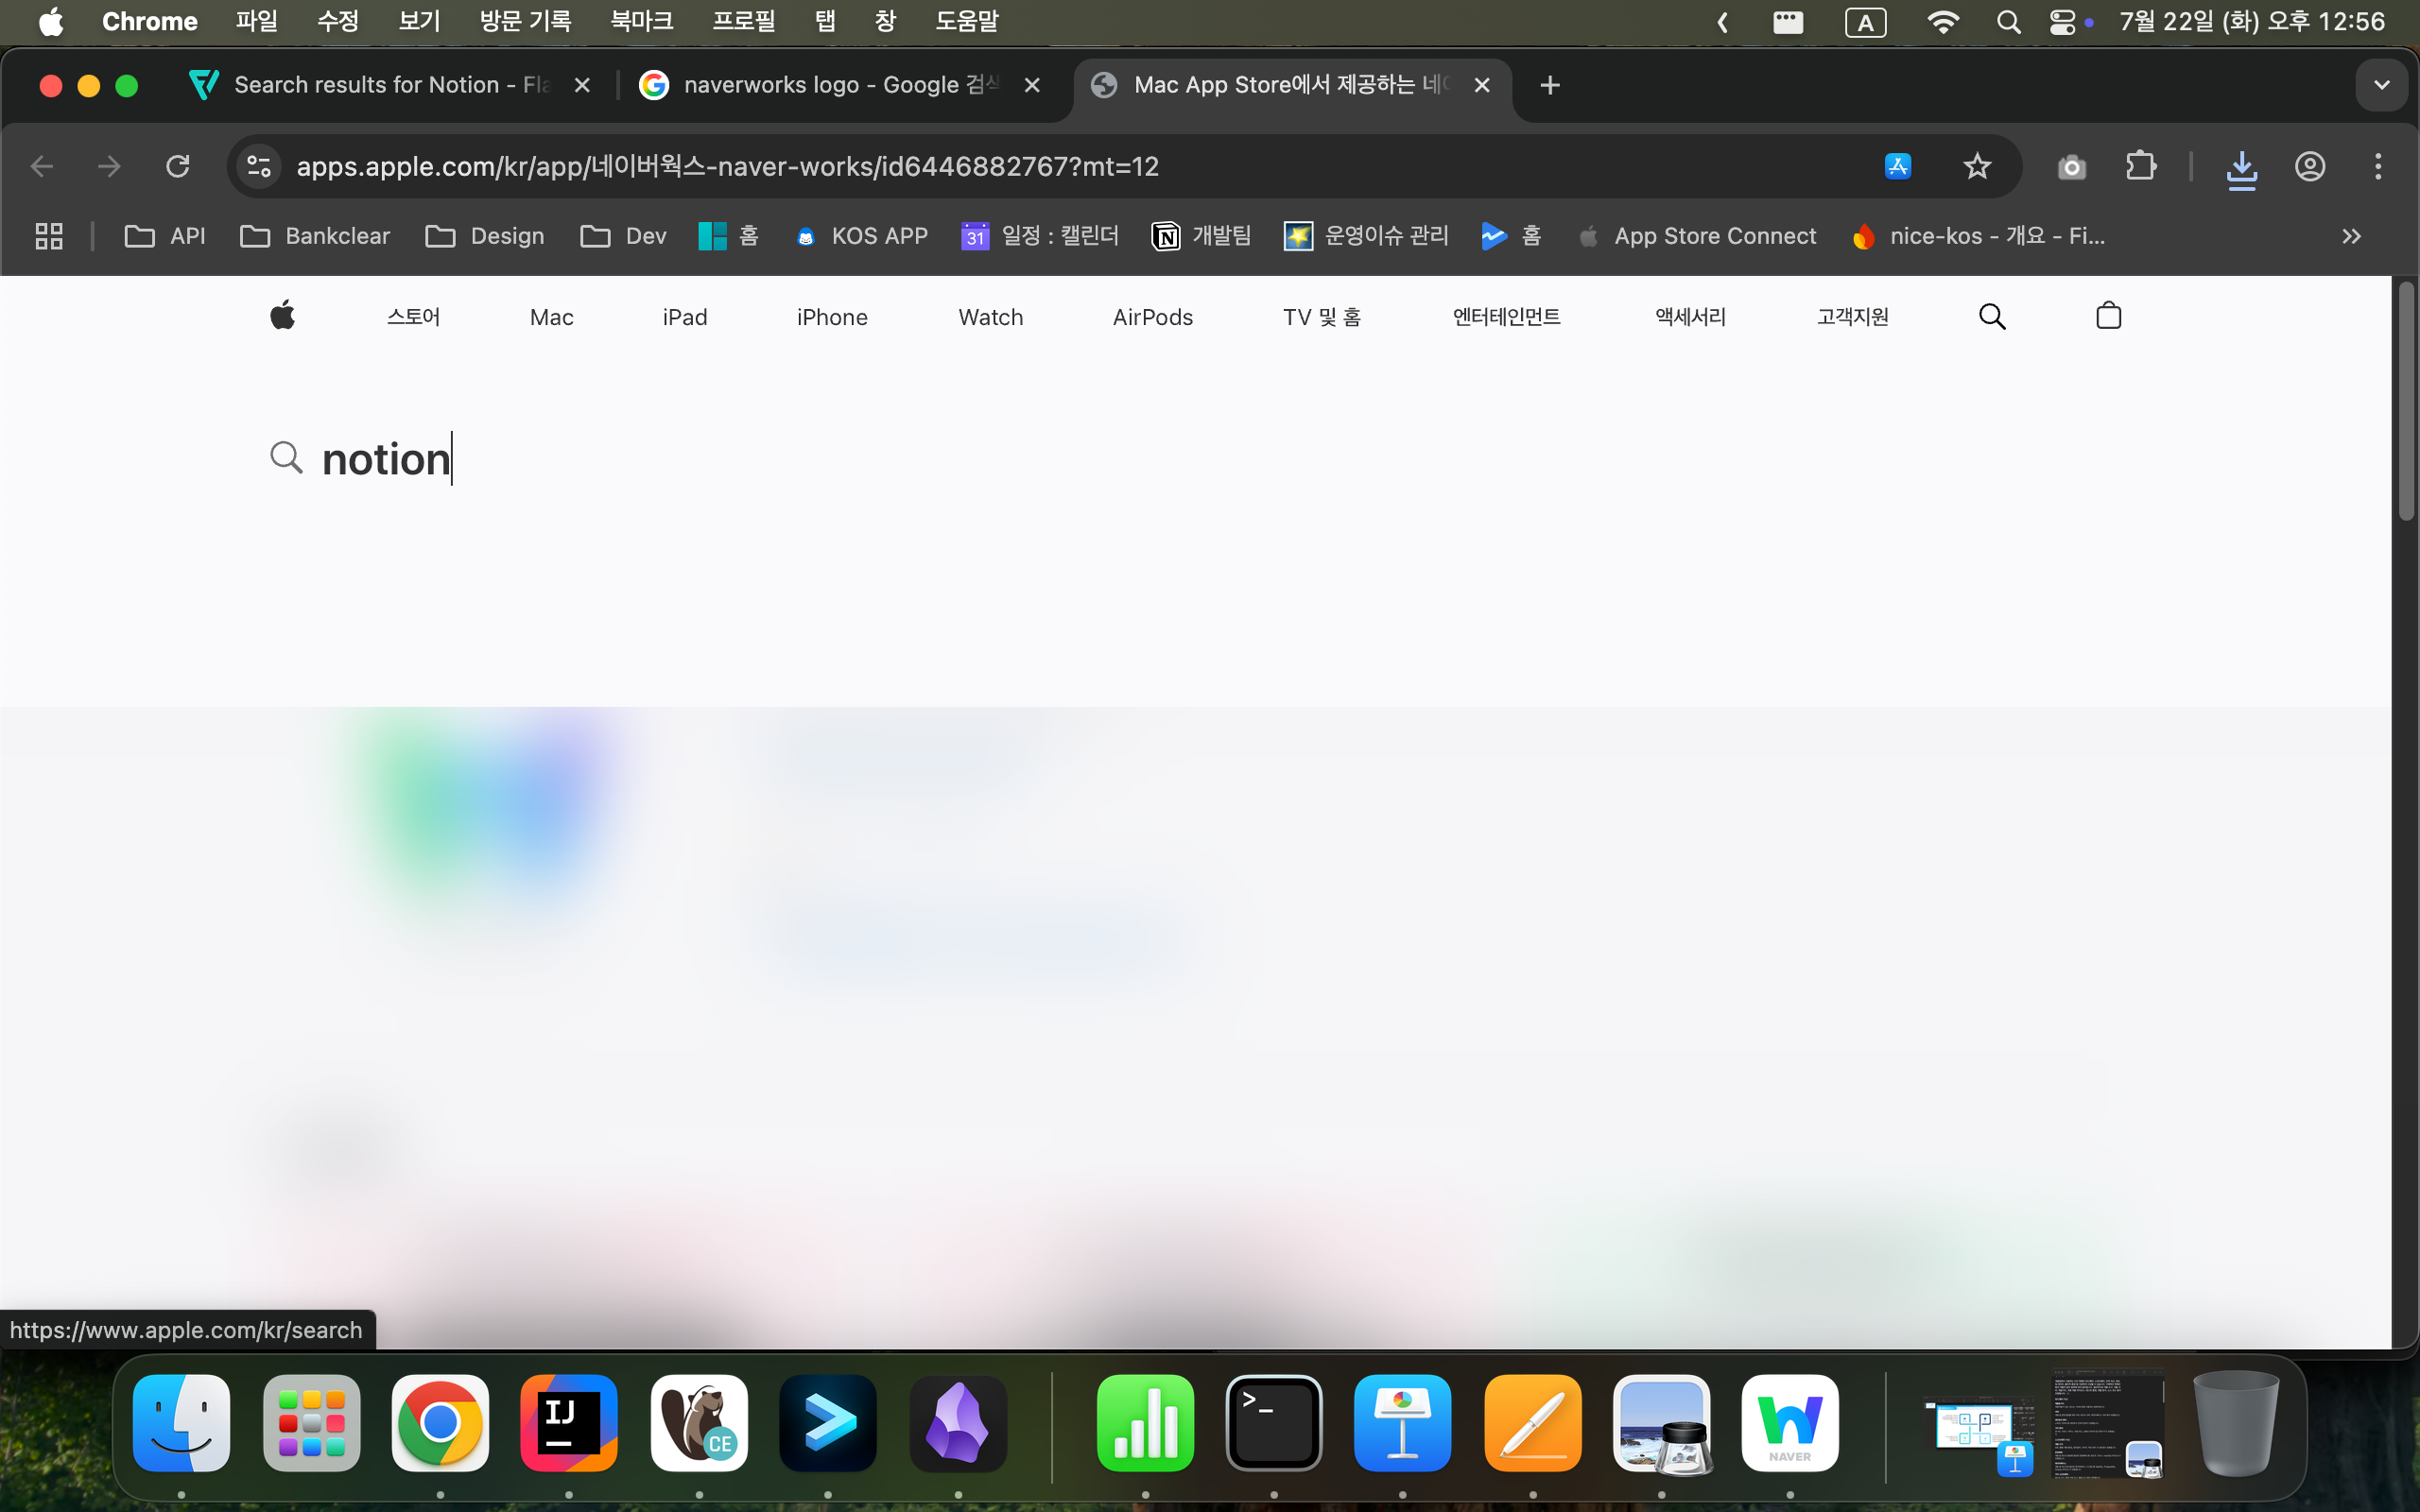 Chrome 파일 수정 보기 방문 기록 북마크 프로필 탭 창 도움말 A 7월 22일 (화) 오후 12:56
Search results for Notion - Fla naverworks logo - Google 검색 Mac App Store에서 제공하는 네이
apps.apple.com/kr/app/네이버웍스-naver-works/id6446882767?mt=12
API Bankclear Design Dev 홈 KOS APP 31 일정 : 캘린더 개발팀 운영이슈 관리 홈 App Store Connect nice-kos - 개요 - Fi...
스토어 Mac iPad iPhone Watch AirPods TV 및 홈 엔터테인먼트 액세서리 고객지원
notion
https://www.apple.com/kr/search
IJ CE >_ NAVER